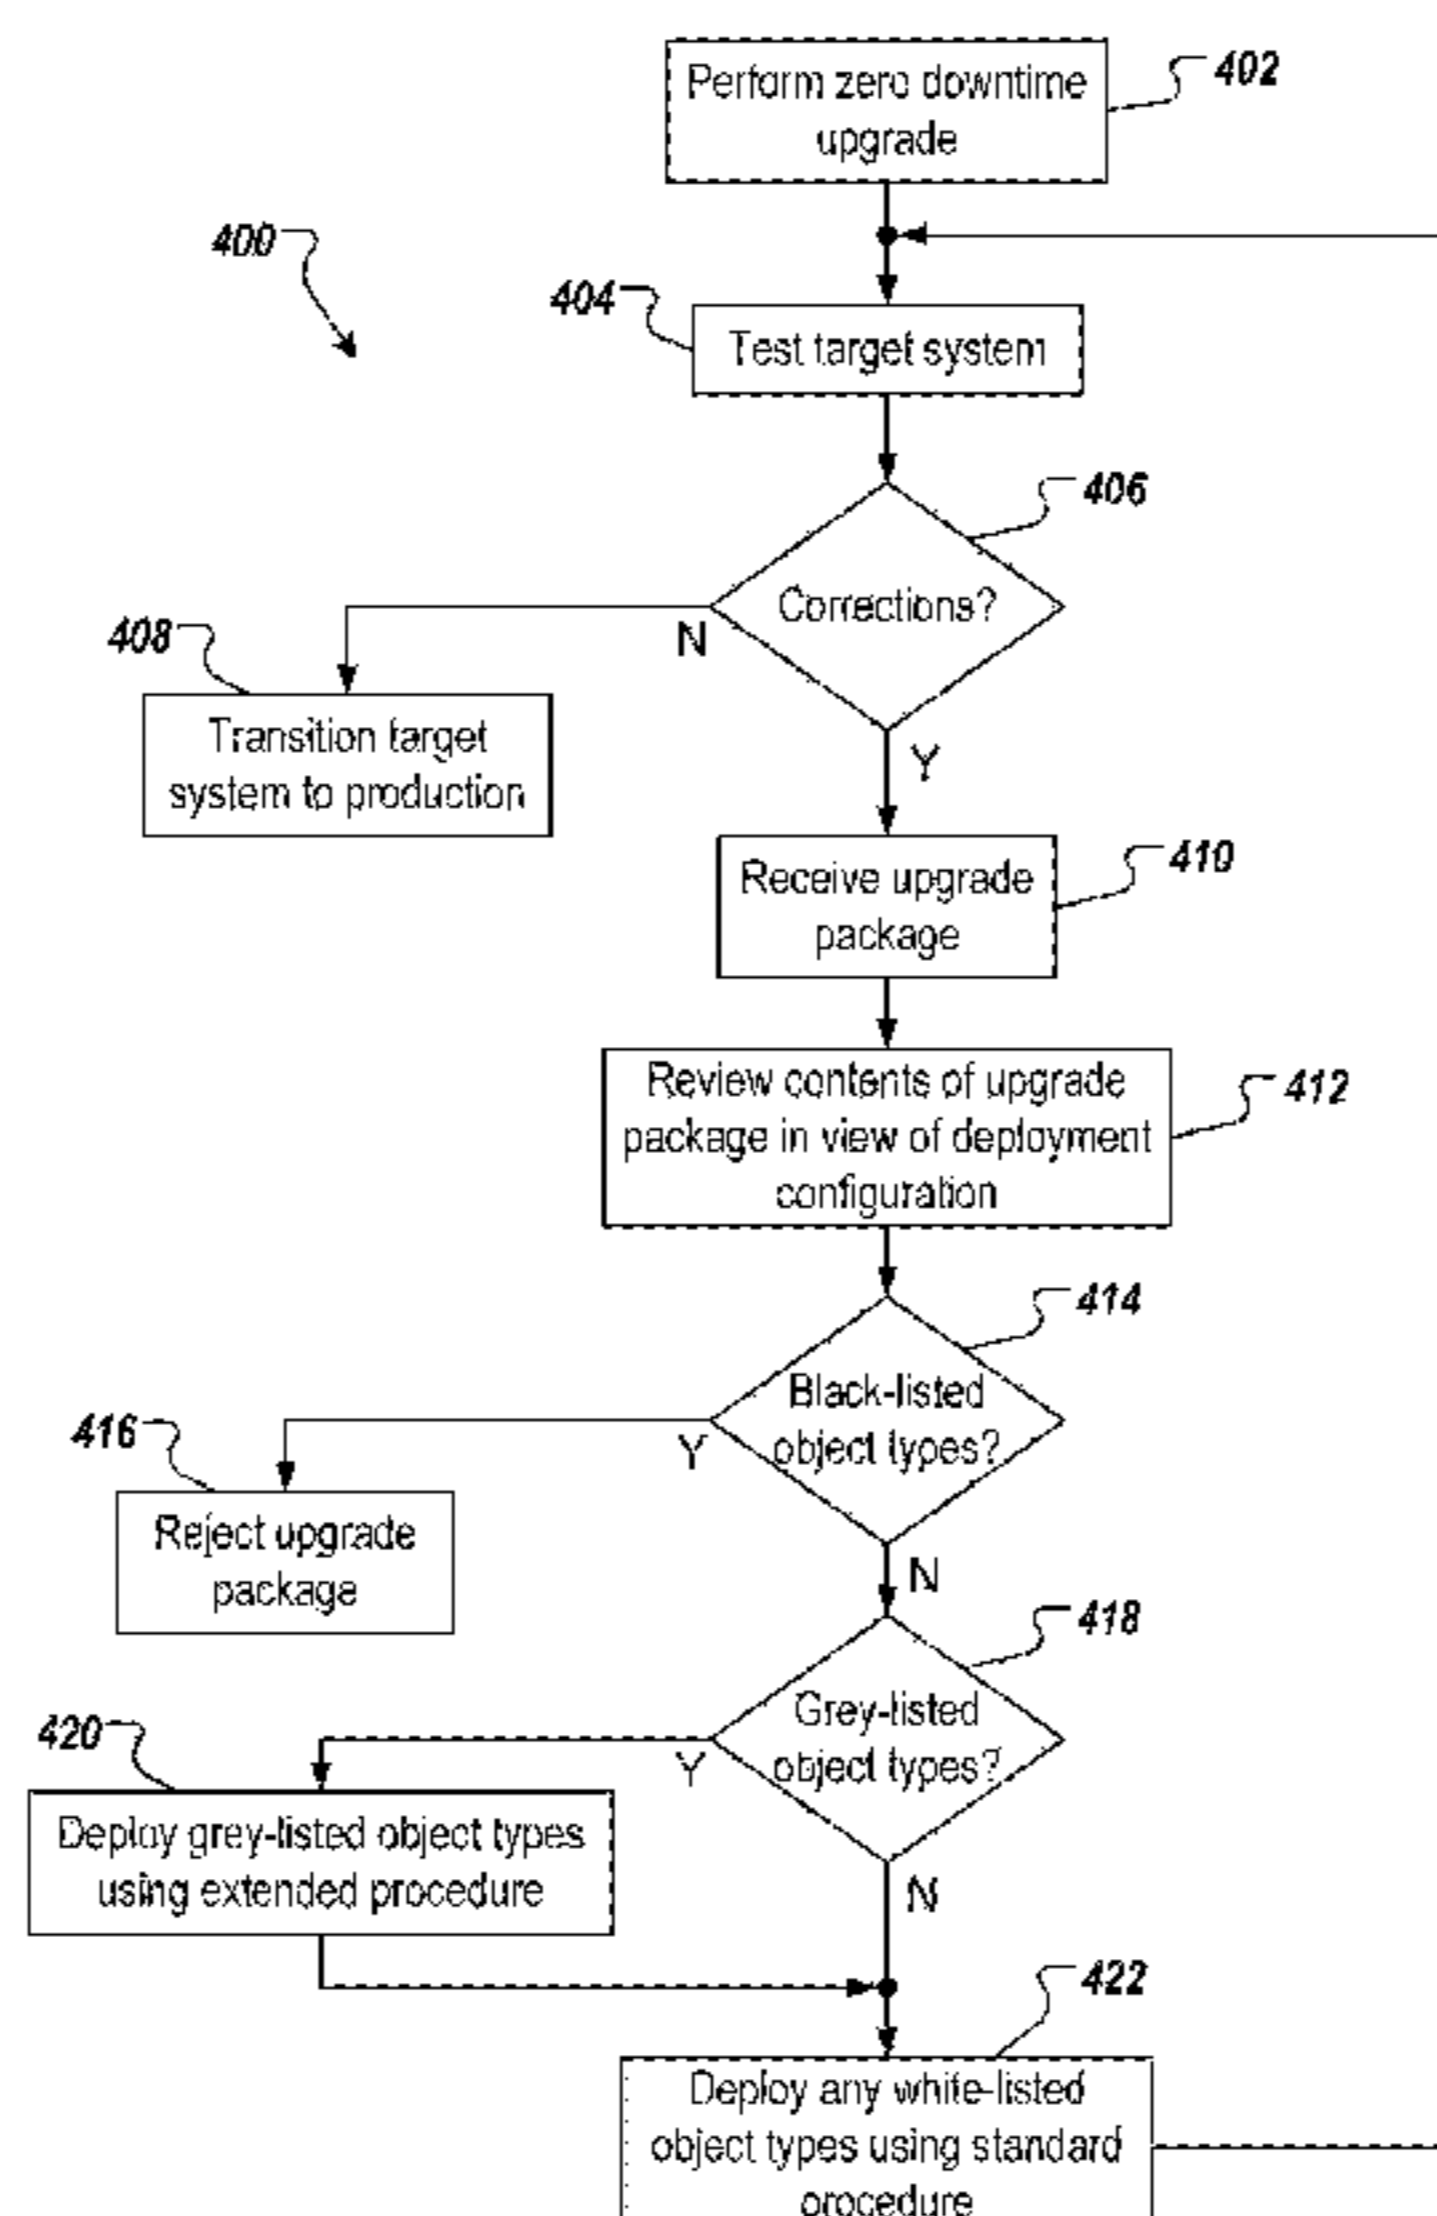 Perform zero downtime
upgrade
402
400
404
Test target system
406
Corrections?
N
408
Transition target
system to production
Y
Receive upgrade
package
410
Review contents of upgrade
package in view of deployment
configuration
412
414
Black-listed
object types?
Y
416
Reject upgrade
package
N
418
Grey-listed
object types?
Y
420
Deploy grey-listed object types
using extended procedure
N
422
Deploy any white-listed
object types using standard
procedure